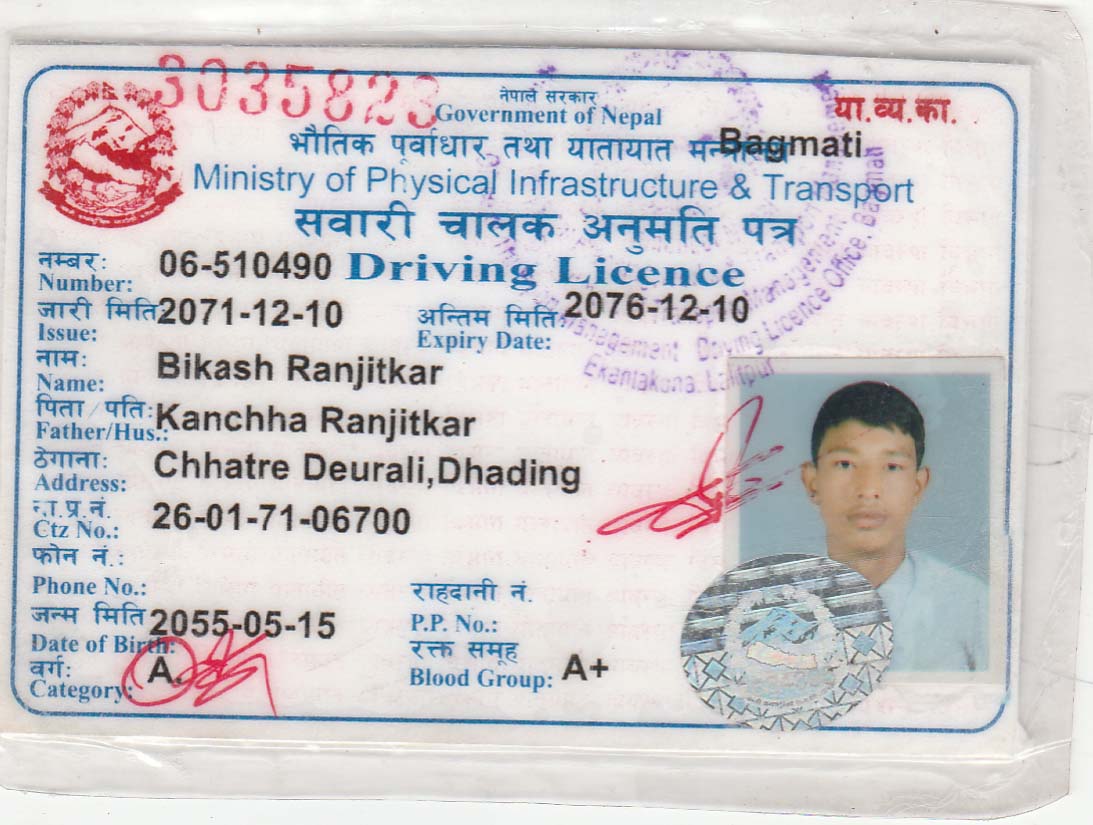 3035823
नेपाल सरकार
Government of Nepal
या.व्य.का.
भौतिक पूर्वाधार तथा यातायात मन्त्रालय
Bagmati
Ministry of Physical Infrastructure & Transport
सवारी चालक अनुमति पत्र
नम्बर: 06-510490 Driving Licence
Number:
जारी मिति: 2071-12-10 अन्तिम मिति: 2076-12-10
Issue: Expiry Date:
नाम: Bikash Ranjitkar
Name:
पिता / पति: Kanchha Ranjitkar
Father/Hus.:
ठेगाना: Chhatre Deurali,Dhading
Address:
ना.प्र.नं. 26-01-71-06700
Ctz No.:
फोन नं.:
Phone No.: राहदानी नं.
जन्म मिति 2055-05-15 P.P. No.:
Date of Birth: रक्त समूह
वर्ग: A. Blood Group: A+
Category:
Management Driving Licence Office, Bagmati
Ekantakona, Lalitpur